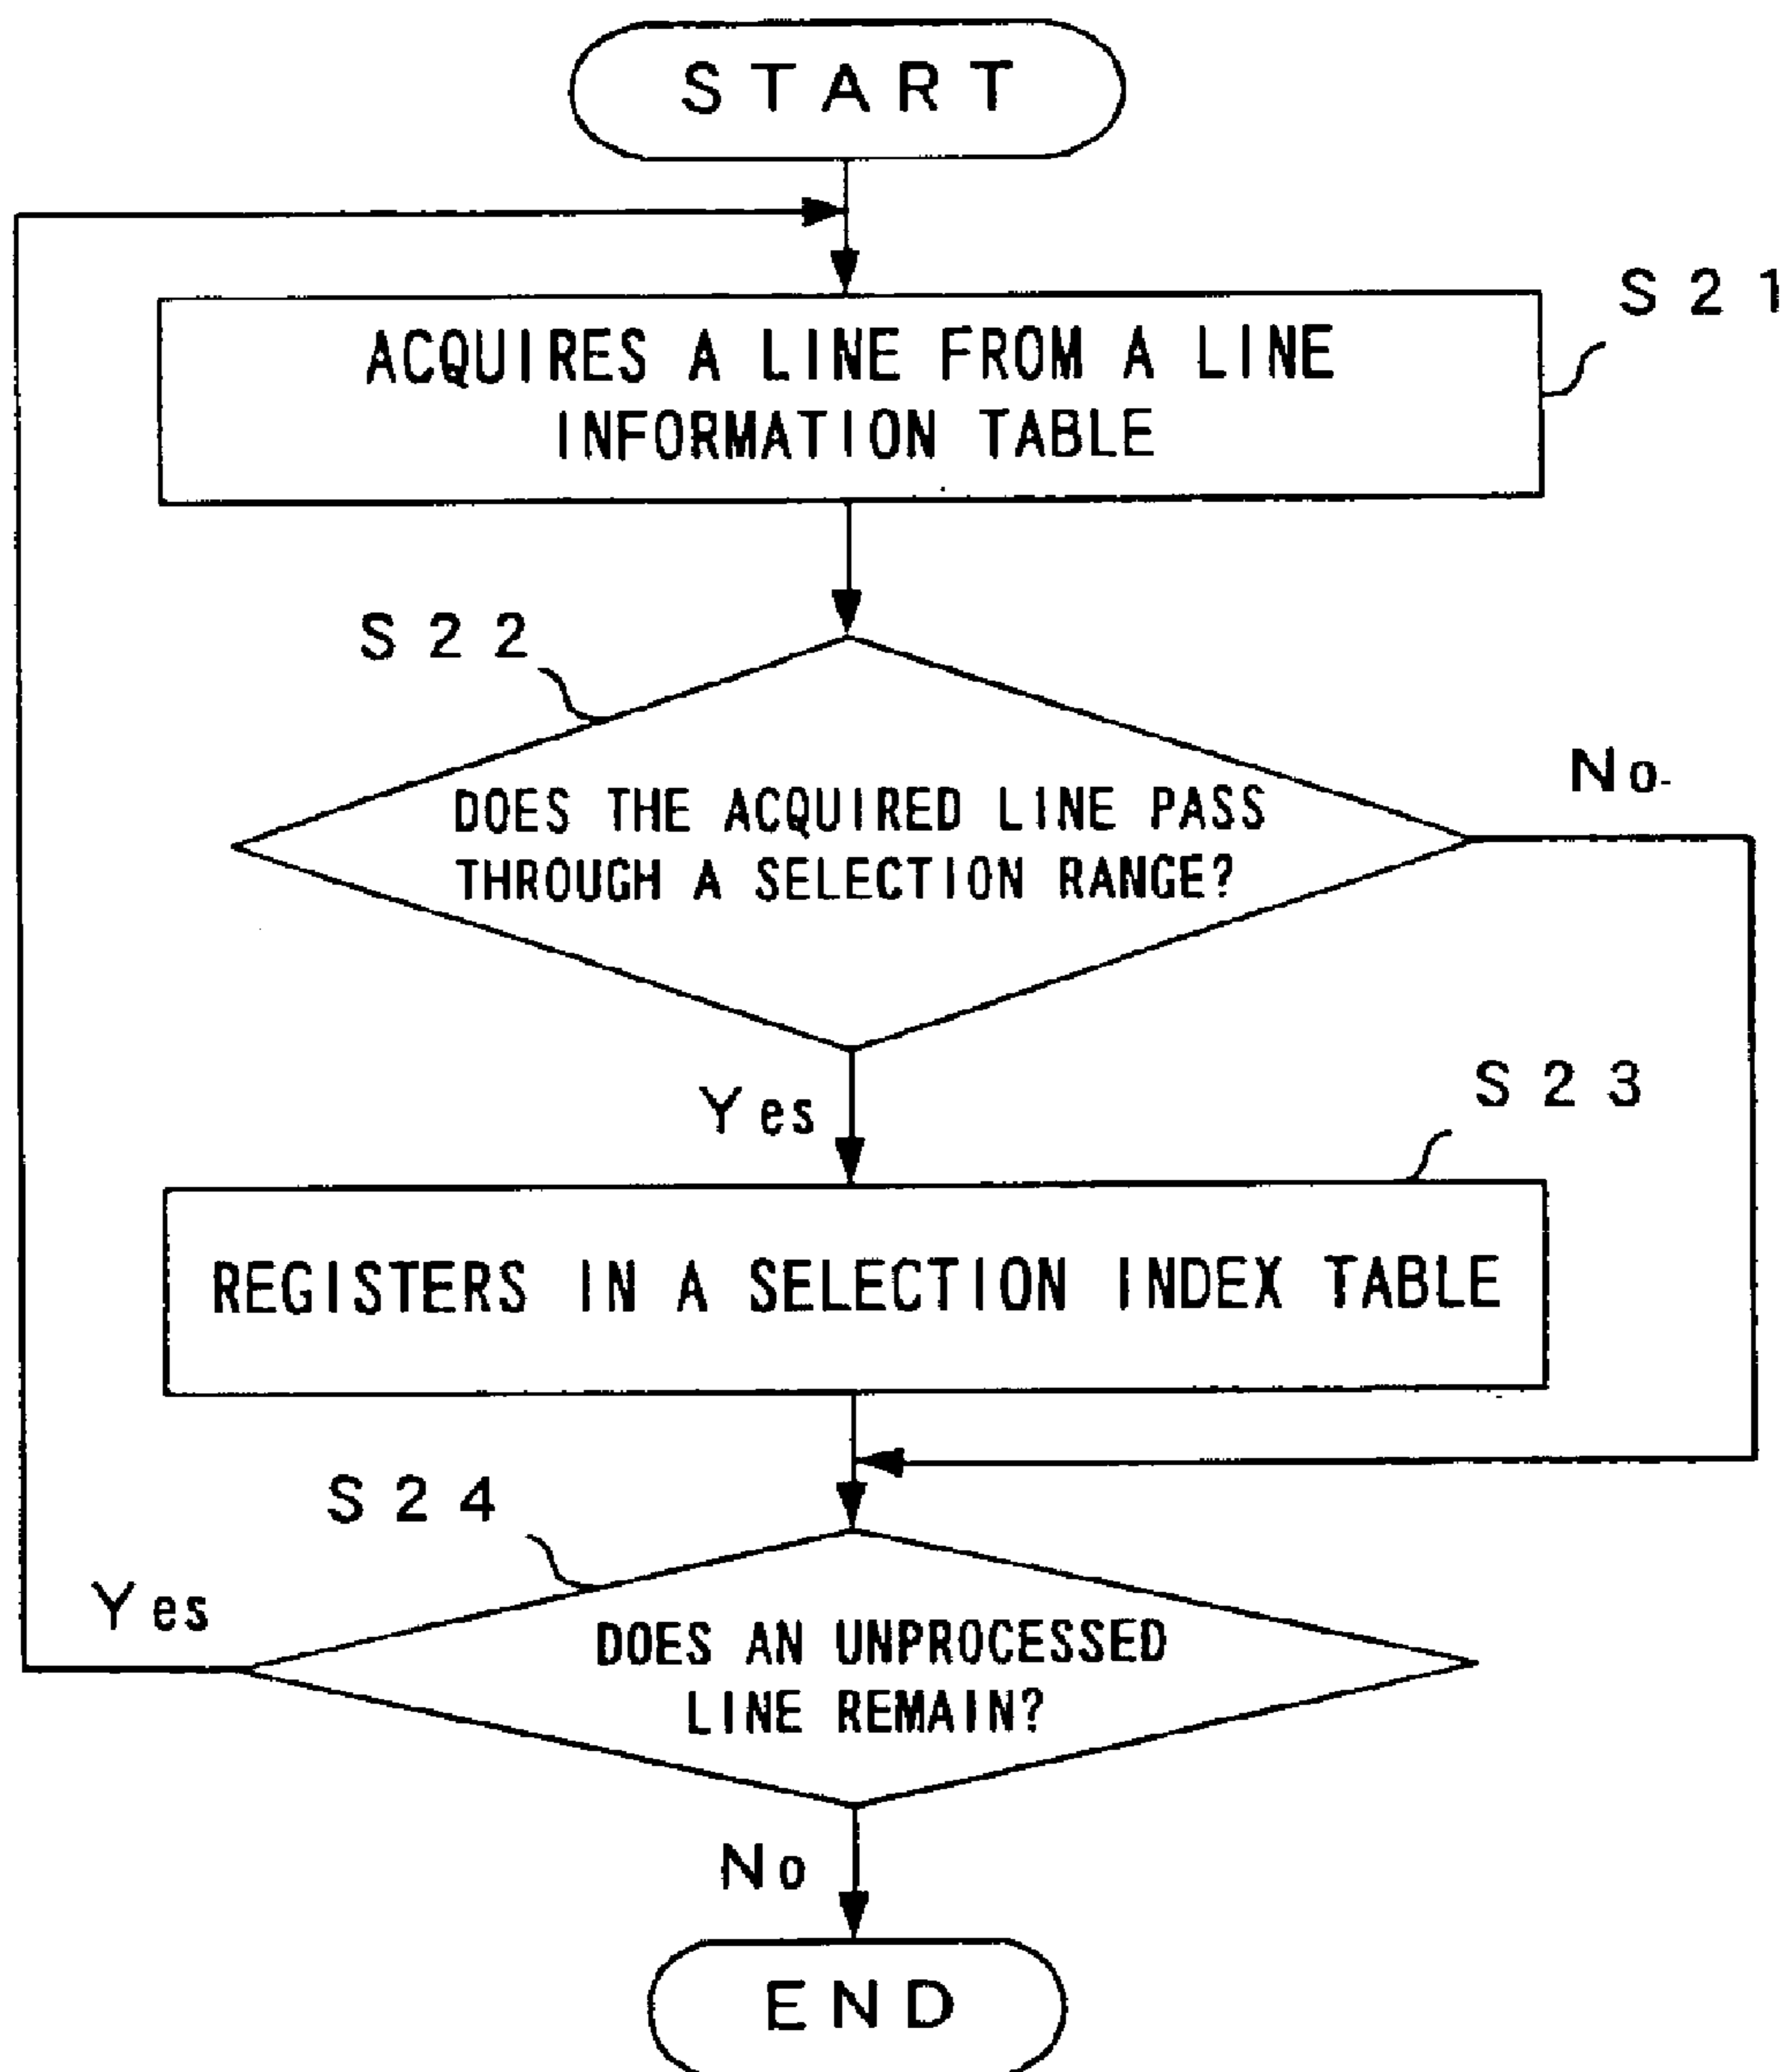 START
S21
ACQUIRES A LINE FROM A LINE
INFORMATION TABLE
S22
No
DOES THE ACQUIRED LINE PASS
THROUGH A SELECTION RANGE?
Yes
S23
REGISTERS IN A SELECTION INDEX TABLE
S24
Yes
DOES AN UNPROCESSED
LINE REMAIN?
No
END